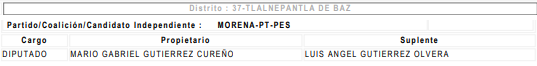 Distrito : 37-TLALNEPANTLA DE BAZ
Partido/Coalición/Candidato Independiente : MORENA-PT-PES
Cargo Propietario Suplente
DIPUTADO MARIO GABRIEL GUTIERREZ CUREÑO LUIS ANGEL GUTIERREZ OLVERA